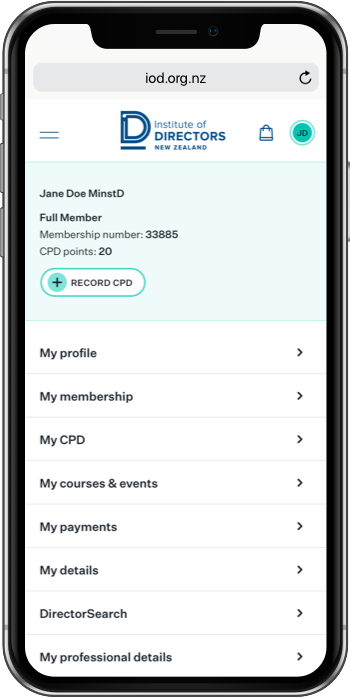 iod.org.nz
Institute of
DIRECTORS
NEW ZEALAND
JD
Jane Doe MinstD
Full Member
Membership number: 33885
CPD points: 20
RECORD CPD
My profile
My membership
My CPD
My courses & events
My payments
My details
DirectorSearch
My professional details